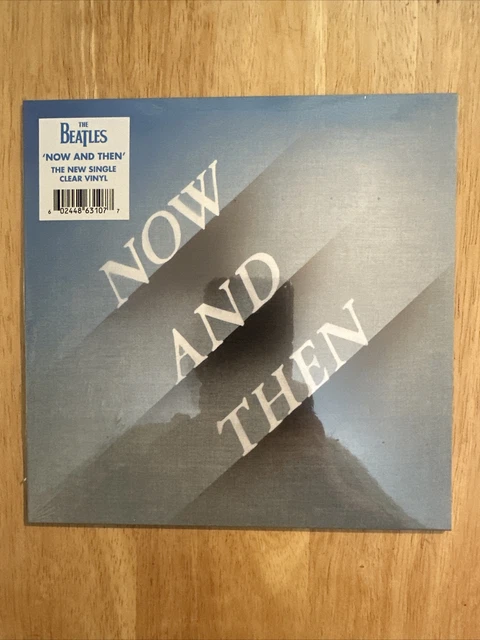 THE
BEATLES
'NOW AND THEN'
THE NEW SINGLE
CLEAR VINYL
6 02448 63107 7
NOW
AND
THEN